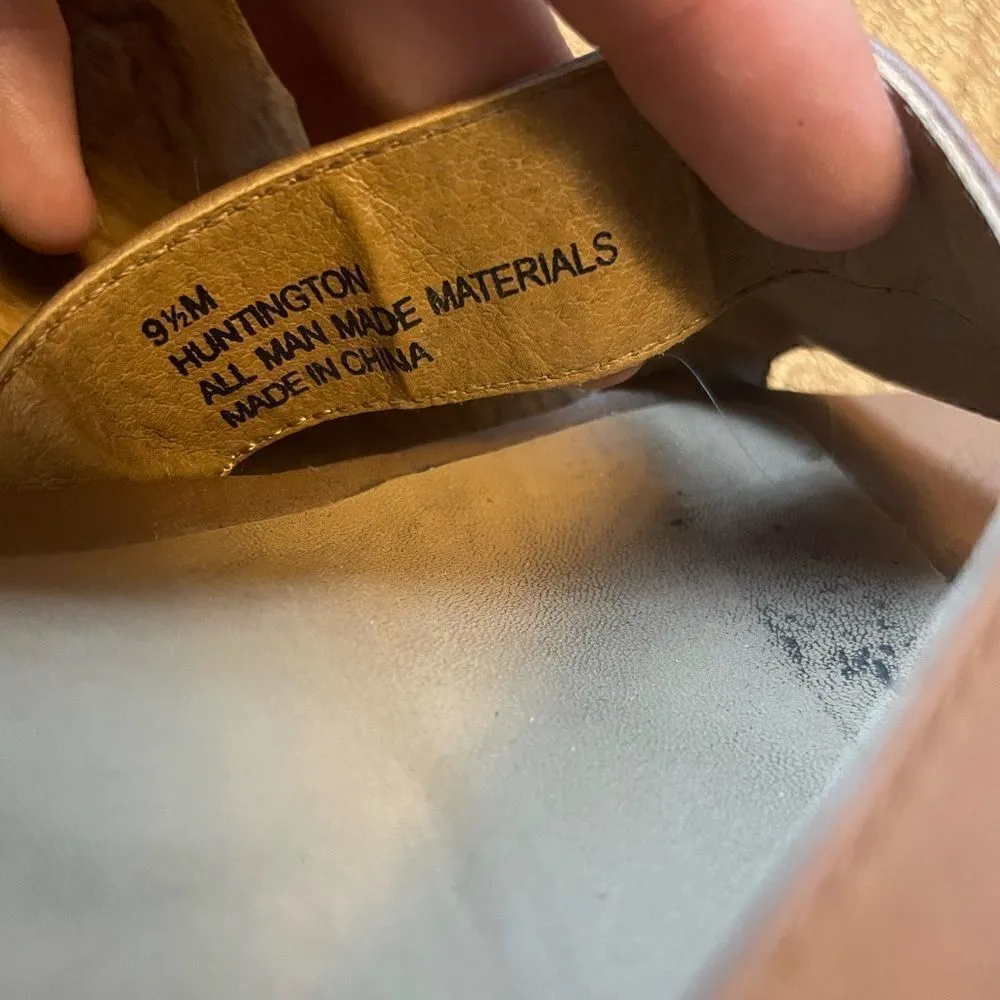 9½M
HUNTINGTON
ALL MAN MADE MATERIALS
MADE IN CHINA